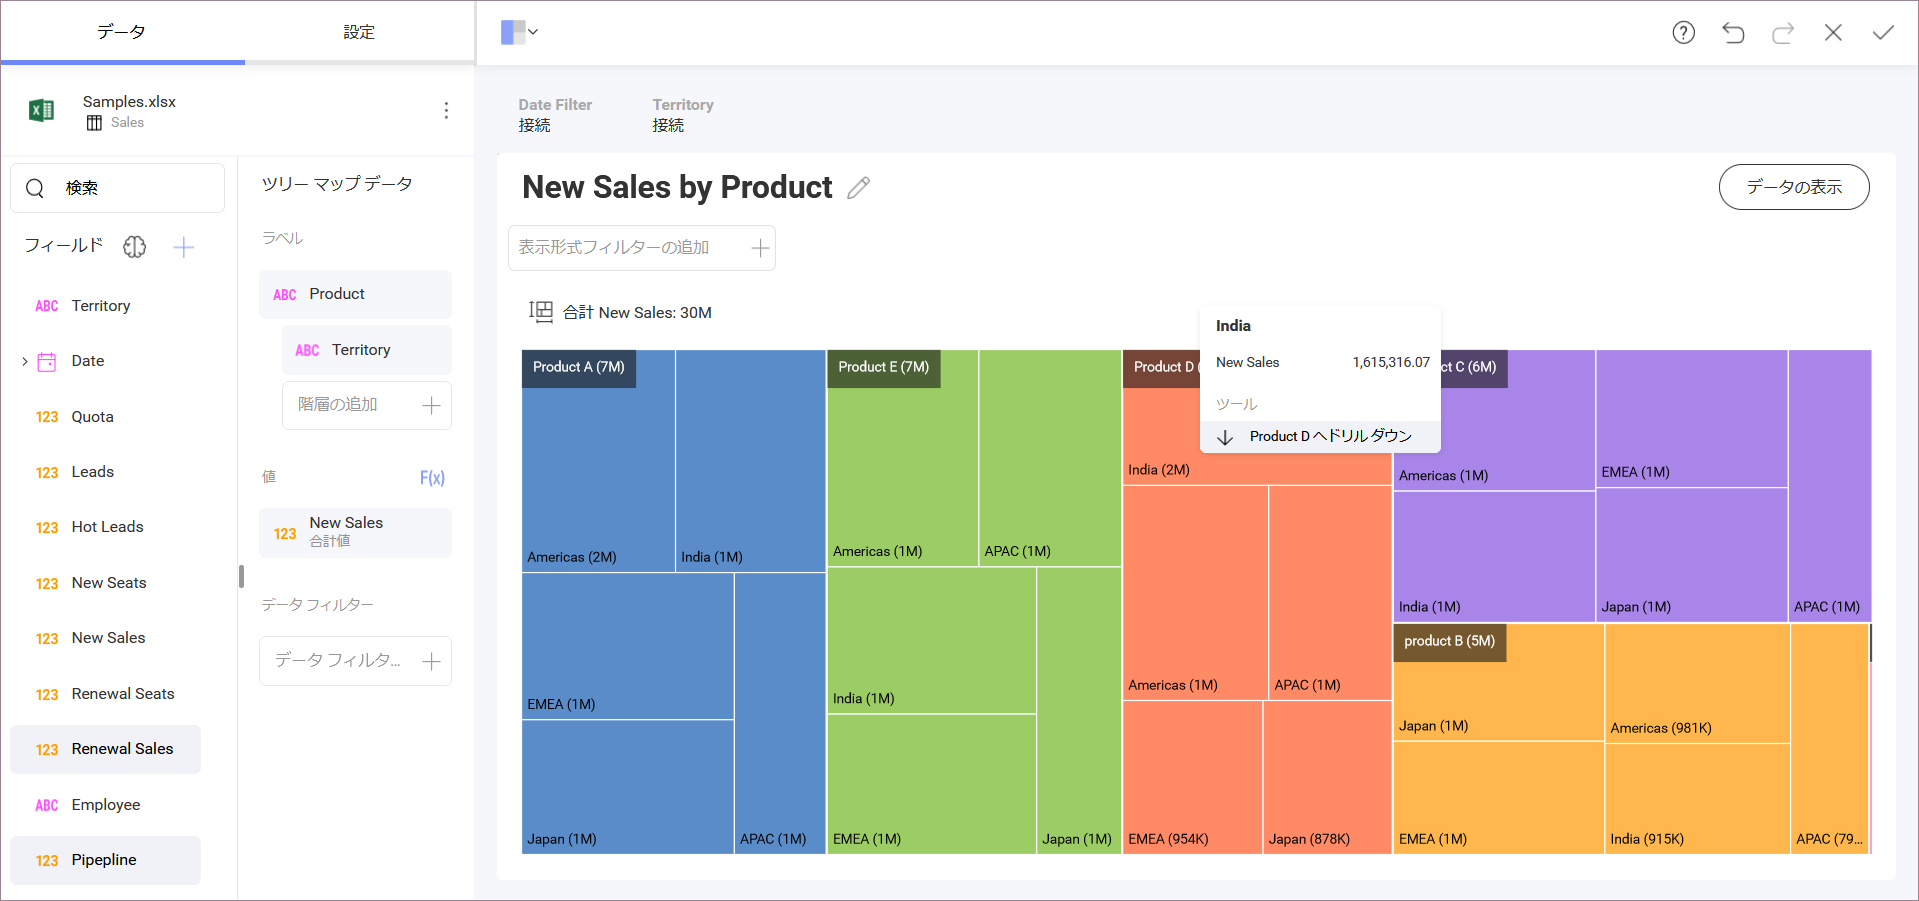 データ
設定
Samples.xlsx
Sales
検索
フィールド
ABC Territory
Date
123 Quota
123 Leads
123 Hot Leads
123 New Seats
123 New Sales
123 Renewal Seats
123 Renewal Sales
ABC Employee
123 Pipepline
ツリー マップ データ
ラベル
ABC Product
ABC Territory
階層の追加
値
F(x)
123 New Sales
合計値
データ フィルター
データ フィルタ...
Date Filter
接続
Territory
接続
New Sales by Product
データの表示
表示形式フィルターの追加
合計 New Sales: 30M
India
New Sales 1,615,316.07
ツール
Product D へドリル ダウン
Product A (7M)
Americas (2M)
India (1M)
EMEA (1M)
Japan (1M)
APAC (1M)
Product E (7M)
Americas (1M)
APAC (1M)
India (1M)
EMEA (1M)
Japan (1M)
Product D (
India (2M)
Americas (1M)
APAC (1M)
EMEA (954K)
Japan (878K)
ct C (6M)
Americas (1M)
EMEA (1M)
India (1M)
Japan (1M)
APAC (1M)
product B (5M)
Japan (1M)
Americas (981K)
EMEA (1M)
India (915K)
APAC (79...